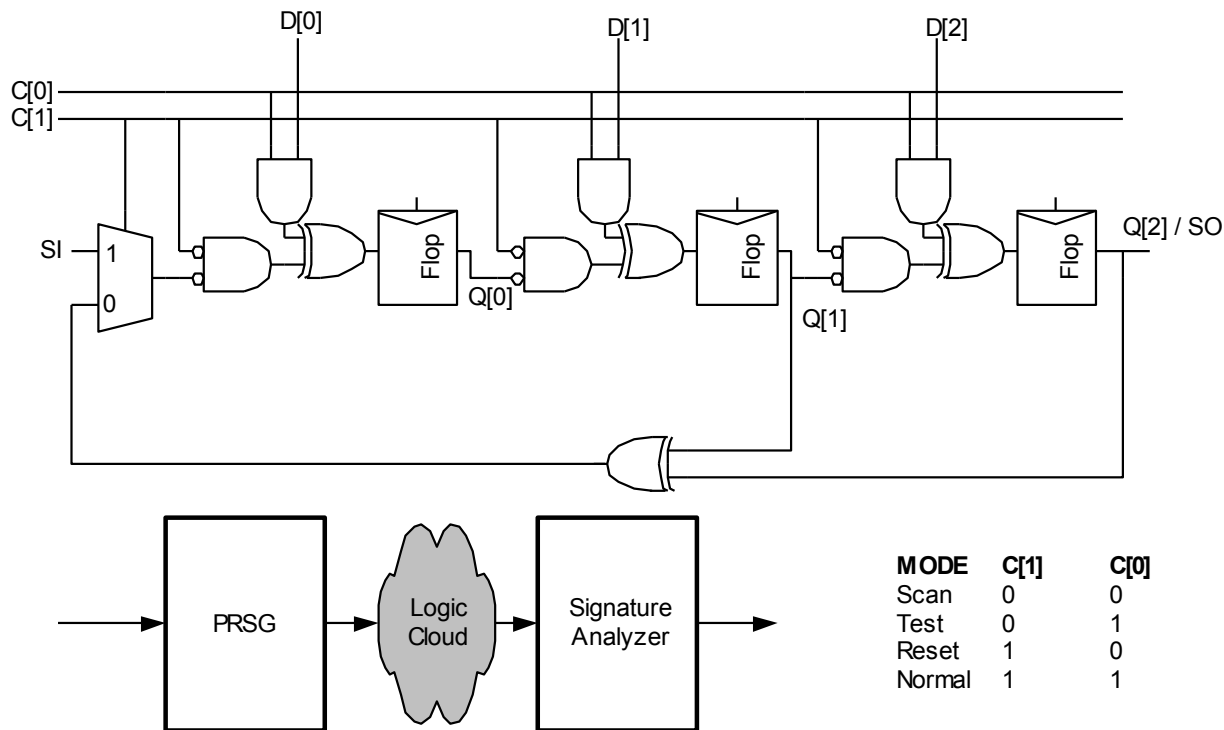 D[0]
D[1]
D[2]
C[0]
C[1]
SI
1
0
Flop
Q[0]
Flop
Q[1]
Flop
Q[2] / SO
PRSG
Logic
Cloud
Signature
Analyzer
MODE C[1] C[0]
Scan 0 0
Test 0 1
Reset 1 0
Normal 1 1